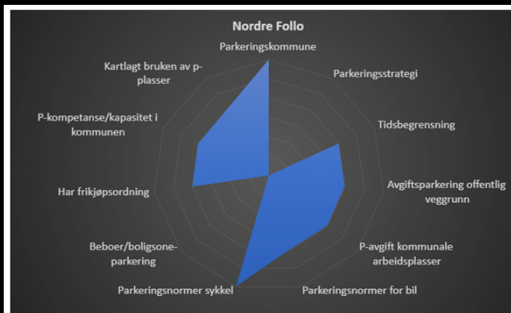 Nordre Follo
Parkeringskommune
Parkeringsstrategi
Tidsbegrensning
Avgiftsparkering offentlig
veggrunn
P-avgift kommunale
arbeidsplasser
Parkeringsnormer for bil
Parkeringsnormer sykkel
Beboer/boligsone-
parkering
Har frikjøpsordning
P-kompetanse/kapasitet i
kommunen
Kartlagt bruken av p-
plasser